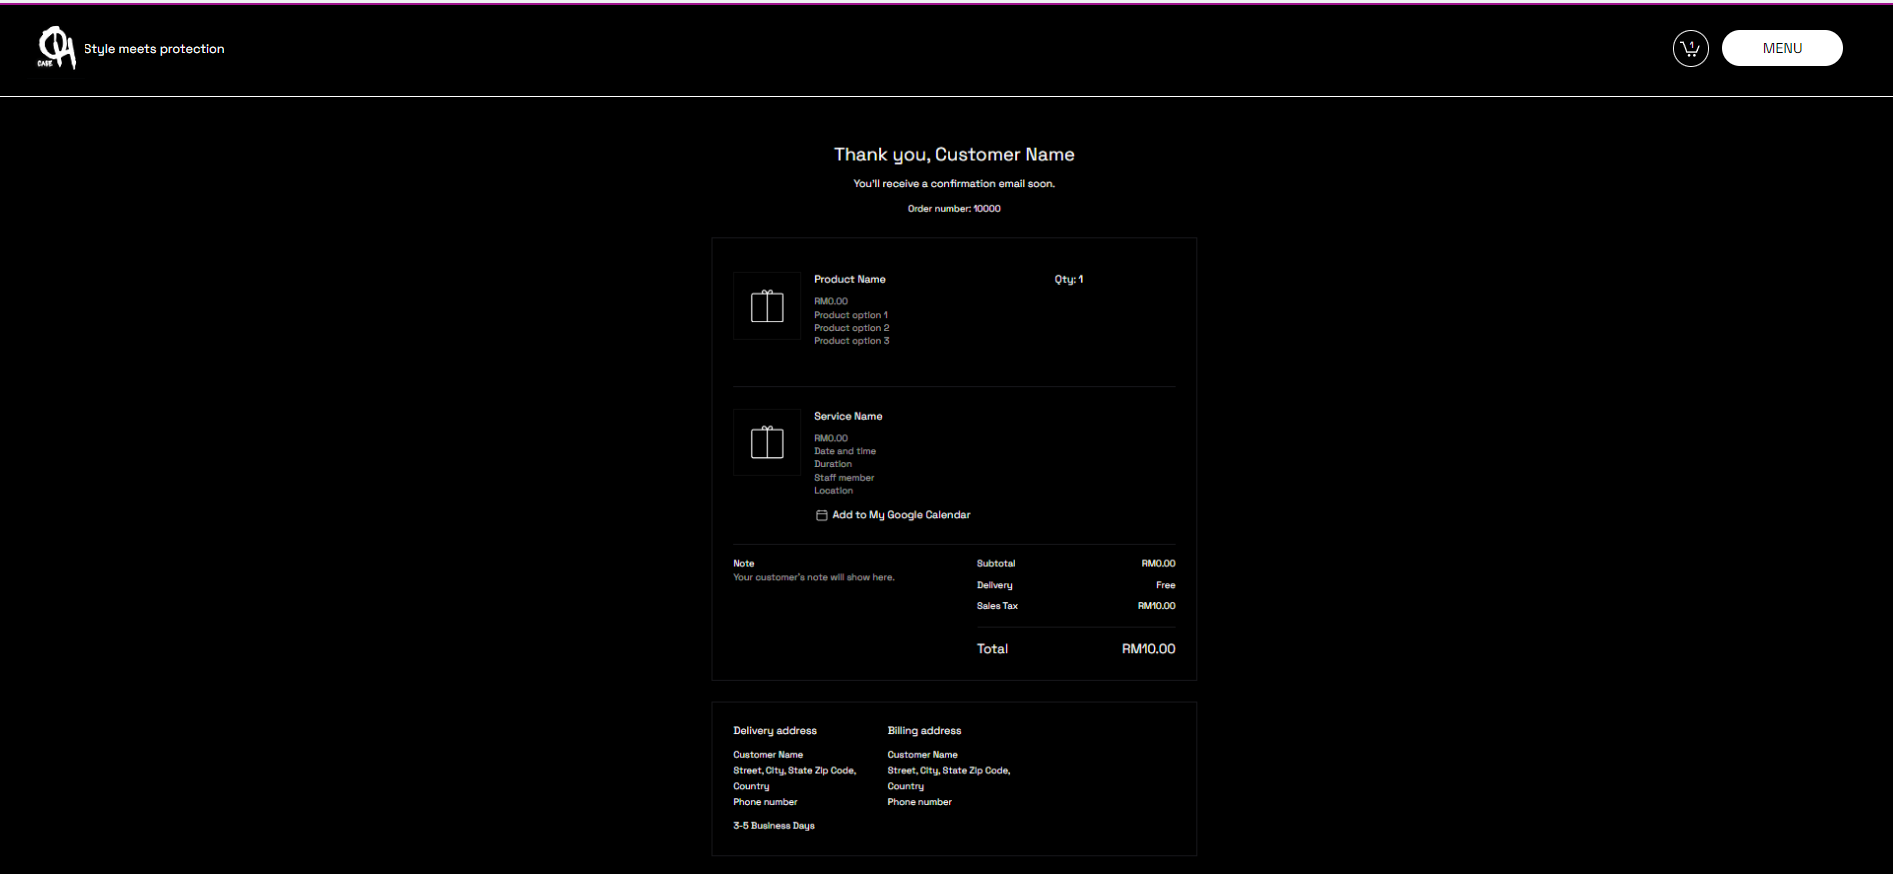 CASE
Style meets protection
1
MENU
Thank you, Customer Name
You'll receive a confirmation email soon.
Order number: 10000
Product Name
Qty: 1
RM0.00
Product option 1
Product option 2
Product option 3
Service Name
RM0.00
Date and time
Duration
Staff member
Location
Add to My Google Calendar
Note
Your customer's note will show here.
Subtotal RM0.00
Delivery Free
Sales Tax RM10.00
Total RM10.00
Delivery address
Customer Name
Street, City, State Zip Code,
Country
Phone number
3-5 Business Days
Billing address
Customer Name
Street, City, State Zip Code,
Country
Phone number